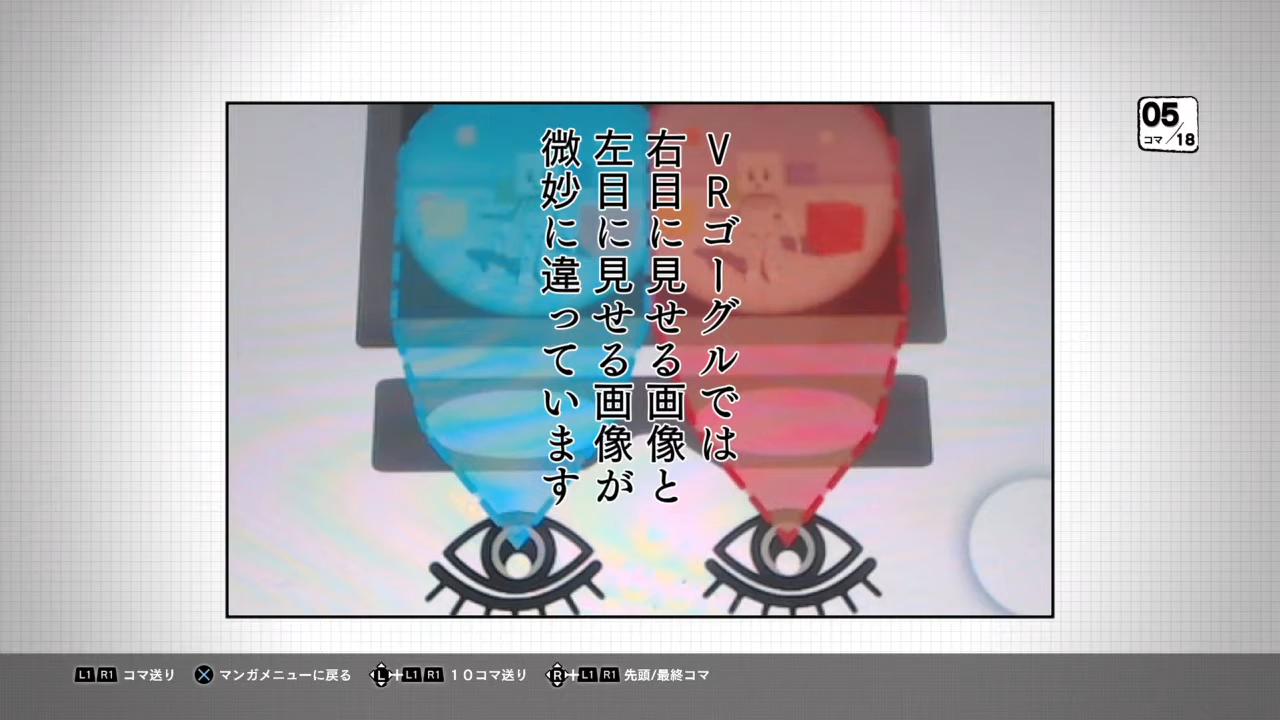 VRゴーグルでは
右目に見せる画像と
左目に見せる画像が
微妙に違っています
05
コマ/18
L1 R1 コマ送り
マンガメニューに戻る
L+L1 R1 10コマ送り
R+L1 R1 先頭/最終コマ